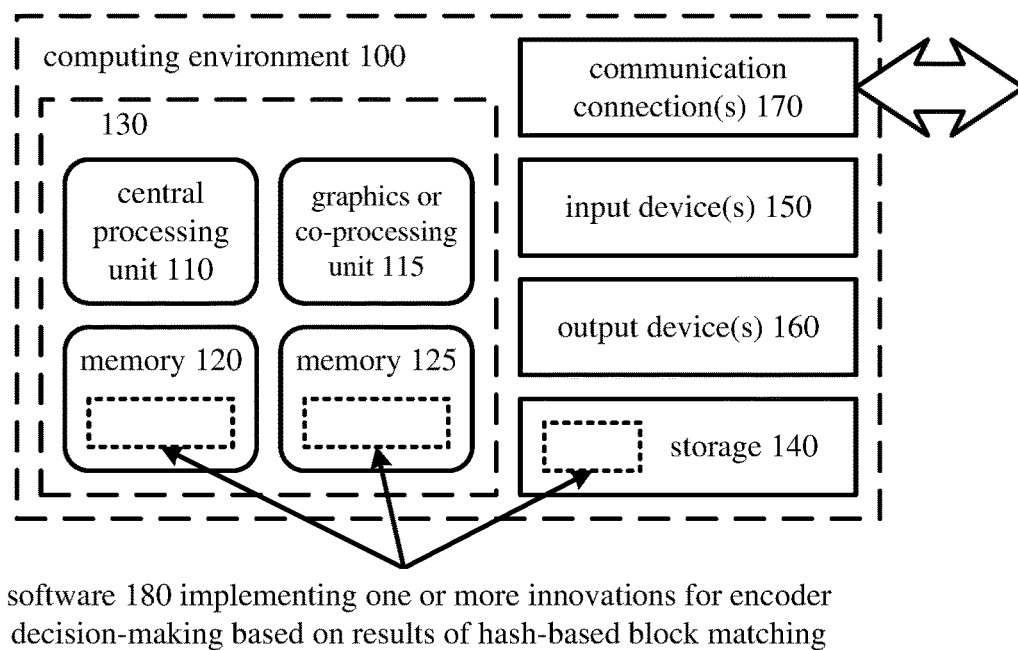 computing environment 100
130
central
processing
unit 110
graphics or
co-processing
unit 115
memory 120
memory 125
communication
connection(s) 170
input device(s) 150
output device(s) 160
storage 140
software 180 implementing one or more innovations for encoder
decision-making based on results of hash-based block matching